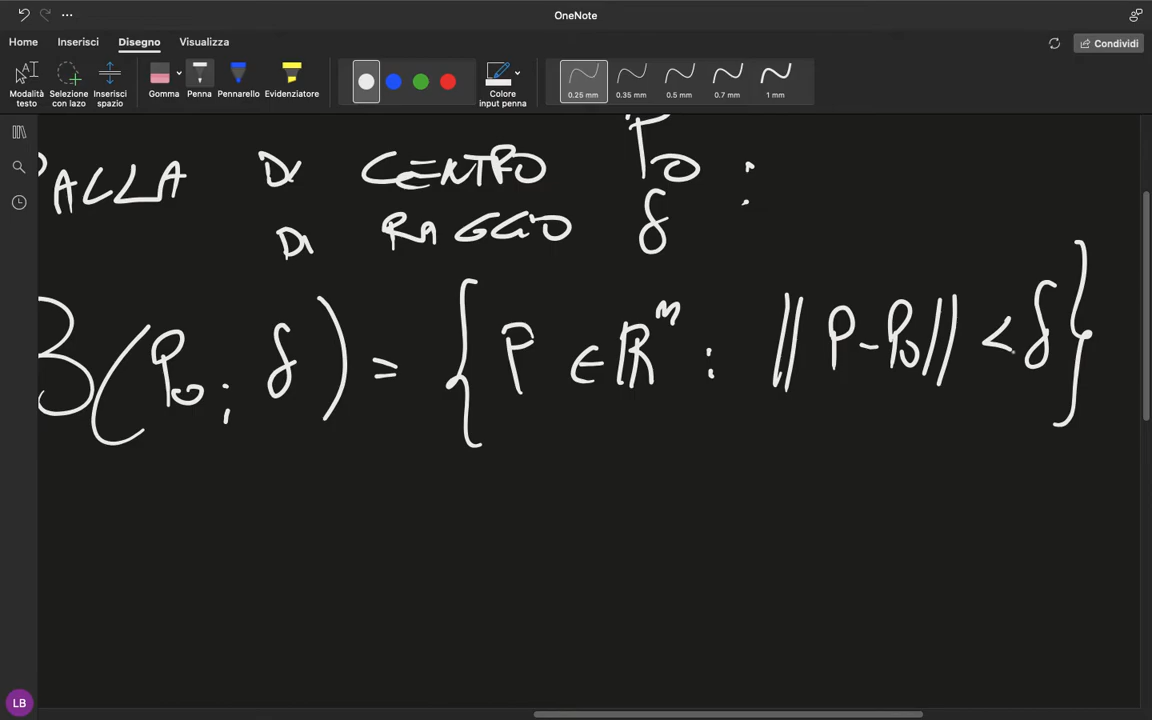 OneNote
Home Inserisci Disegno Visualizza
Condividi
Modalità testo Selezione con lazo Inserisci spazio Gomma Penna Pennarello Evidenziatore Colore input penna 0.25 mm 0.35 mm 0.5 mm 0.7 mm 1 mm
PALLA DI CENTRO P₀ :
DI RAGGIO δ
B(P₀; δ) = { P ∈ ℝⁿ : || P - P₀ || < δ }
LB